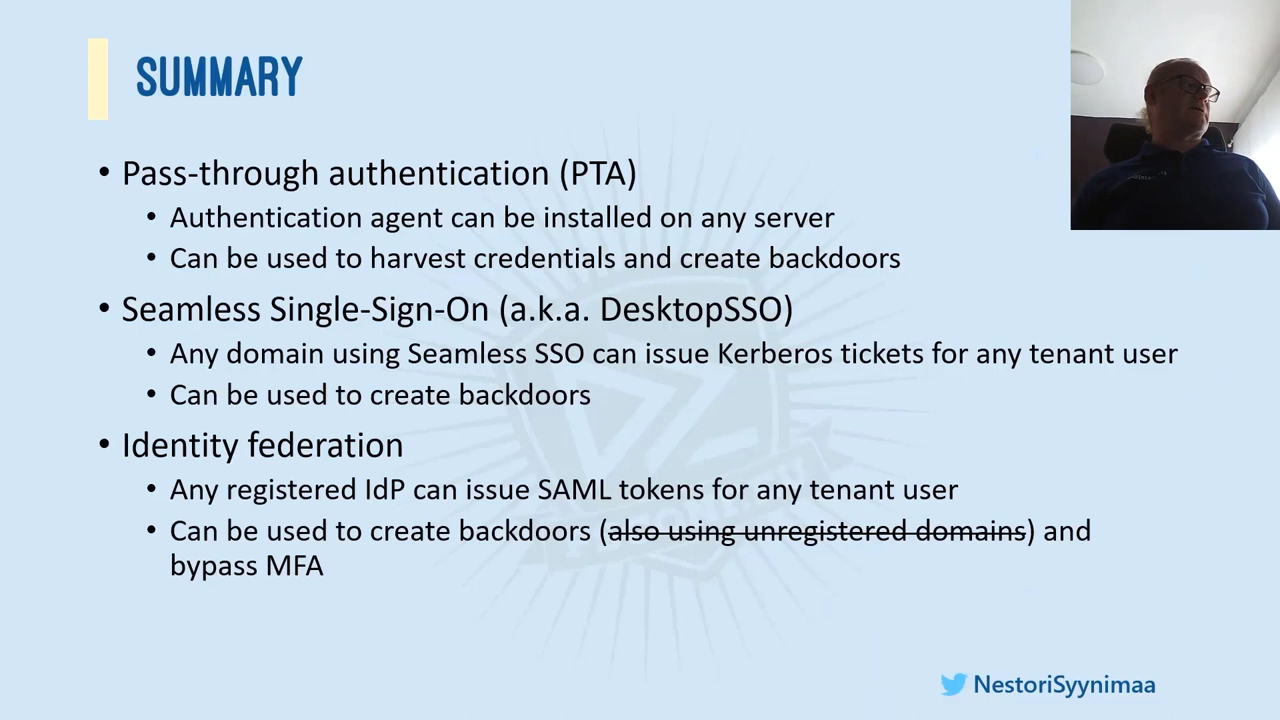 SUMMARY
• Pass-through authentication (PTA)
• Authentication agent can be installed on any server
• Can be used to harvest credentials and create backdoors
• Seamless Single-Sign-On (a.k.a. DesktopSSO)
• Any domain using Seamless SSO can issue Kerberos tickets for any tenant user
• Can be used to create backdoors
• Identity federation
• Any registered IdP can issue SAML tokens for any tenant user
• Can be used to create backdoors (also using unregistered domains) and
bypass MFA
NestoriSyynimaa